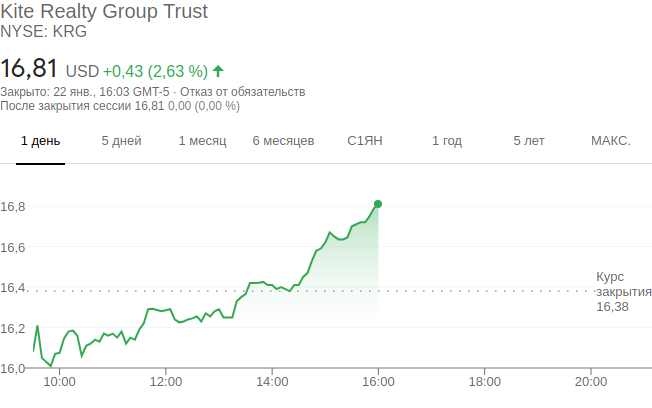 Kite Realty Group Trust
NYSE: KRG
16,81 USD +0,43 (2,63 %)
Закрыто: 22 янв., 16:03 GMT-5 · Отказ от обязательств
После закрытия сессии 16,81 0,00 (0,00 %)
1 день 5 дней 1 месяц 6 месяцев С1ЯН 1 год 5 лет МАКС.
16,8
16,6
16,4
Курс
закрытия
16,38
16,2
16,0
10:00 12:00 14:00 16:00 18:00 20:00